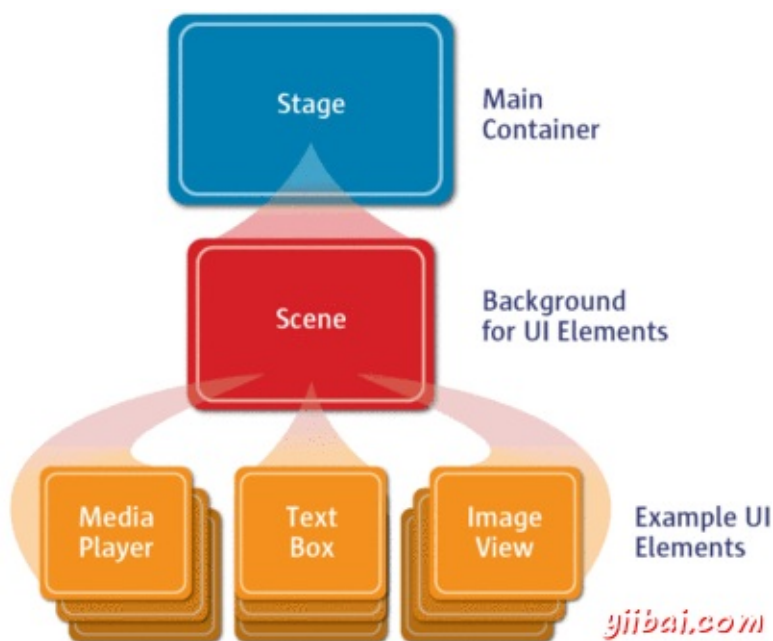 Stage
Main
Container
Scene
Background
for UI Elements
Media
Player
Text
Box
Image
View
Example UI
Elements
yiibai.com